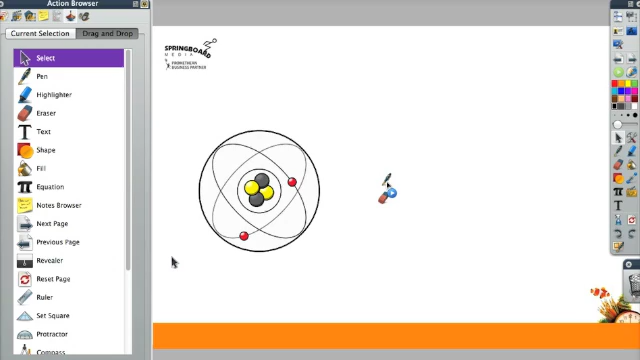 Action Browser
Current Selection
Drag and Drop
Select
Pen
Highlighter
Eraser
Text
Shape
Fill
Equation
Notes Browser
Next Page
Previous Page
Revealer
Reset Page
Ruler
Set Square
Protractor
Compass
SPRINGBOARD
MEDIA
PROMETHEAN
BUSINESS PARTNER